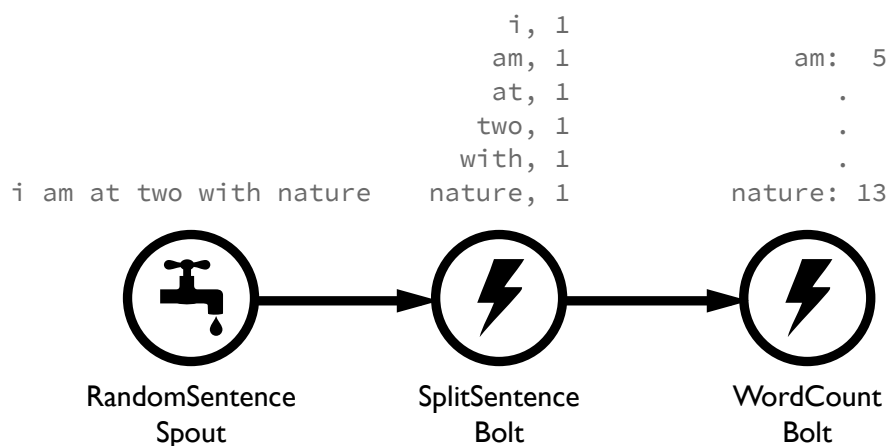 i, 1
am, 1
at, 1
two, 1
with, 1
nature, 1
am: 5
.
.
.
nature: 13
i am at two with nature
RandomSentence
Spout
SplitSentence
Bolt
WordCount
Bolt